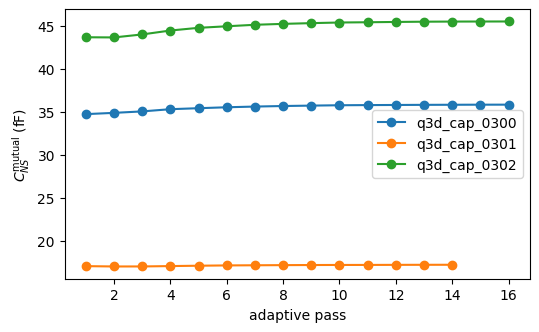 45
40
35
30
25
20
C_{NS}^{mutual} (fF)
q3d_cap_0300
q3d_cap_0301
q3d_cap_0302
2 4 6 8 10 12 14 16
adaptive pass